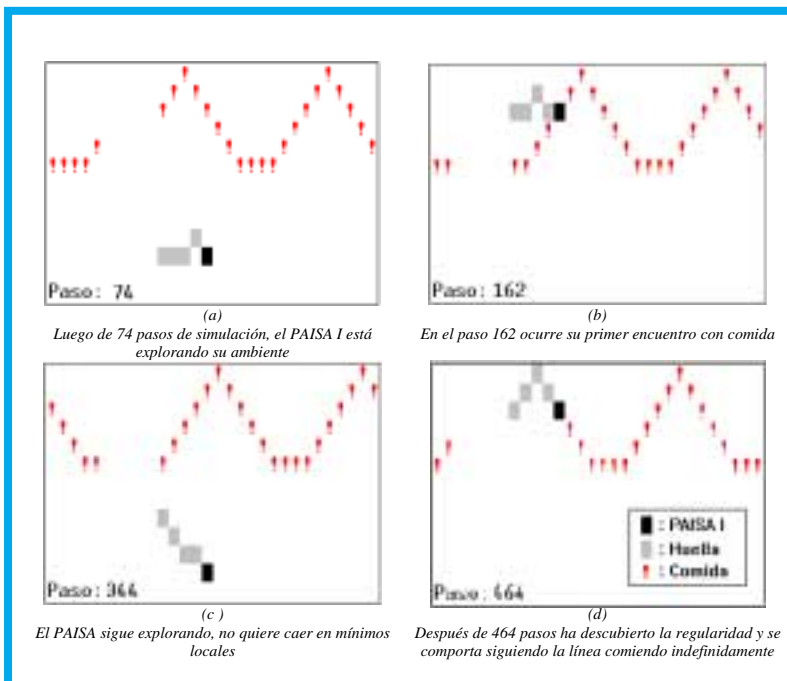 Paso: 74
(a)
Luego de 74 pasos de simulación, el PAISA I está
explorando su ambiente
Paso: 162
(b)
En el paso 162 ocurre su primer encuentro con comida
Paso: 344
(c )
El PAISA sigue explorando, no quiere caer en mínimos
locales
: PAISA I
: Huella
: Comida
Paso: 464
(d)
Después de 464 pasos ha descubierto la regularidad y se
comporta siguiendo la línea comiendo indefinidamente